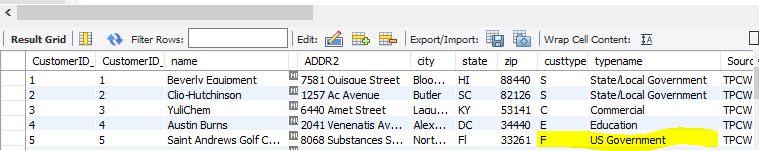 Result Grid Filter Rows: Edit: Export/Import: Wrap Cell Content:
CustomerID_ CustomerID_ name ADDR2 city state zip custtype typename Sourc
1 1 Beverly Equipment 7581 Quisque Street Bloo... HI 88440 S State/Local Government TPCW
2 2 Clio-Hutchinson 1257 Ac Avenue Butler SC 82126 S State/Local Government TPCW
3 3 YuliChem 6440 Amet Street Laqu... KY 53141 C Commercial TPCW
4 4 Austin Burns 2041 Venenatis Av... Alex... DC 34440 E Education TPCW
5 5 Saint Andrews Golf C... 8068 Substances S... Nort... Fl 33261 F US Government TPCW